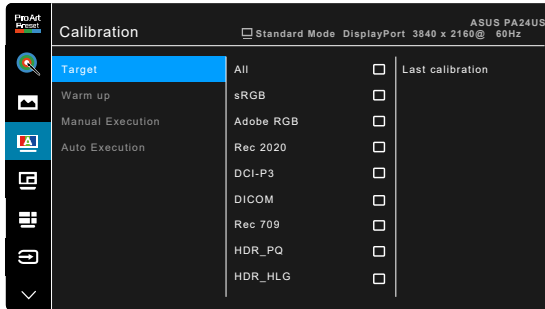 ProArt
Preset
Calibration
Standard Mode DisplayPort 3840 x 2160@ 60Hz
ASUS PA24US
Target
Warm up
Manual Execution
Auto Execution
All
sRGB
Adobe RGB
Rec 2020
DCI-P3
DICOM
Rec 709
HDR_PQ
HDR_HLG
Last calibration
A